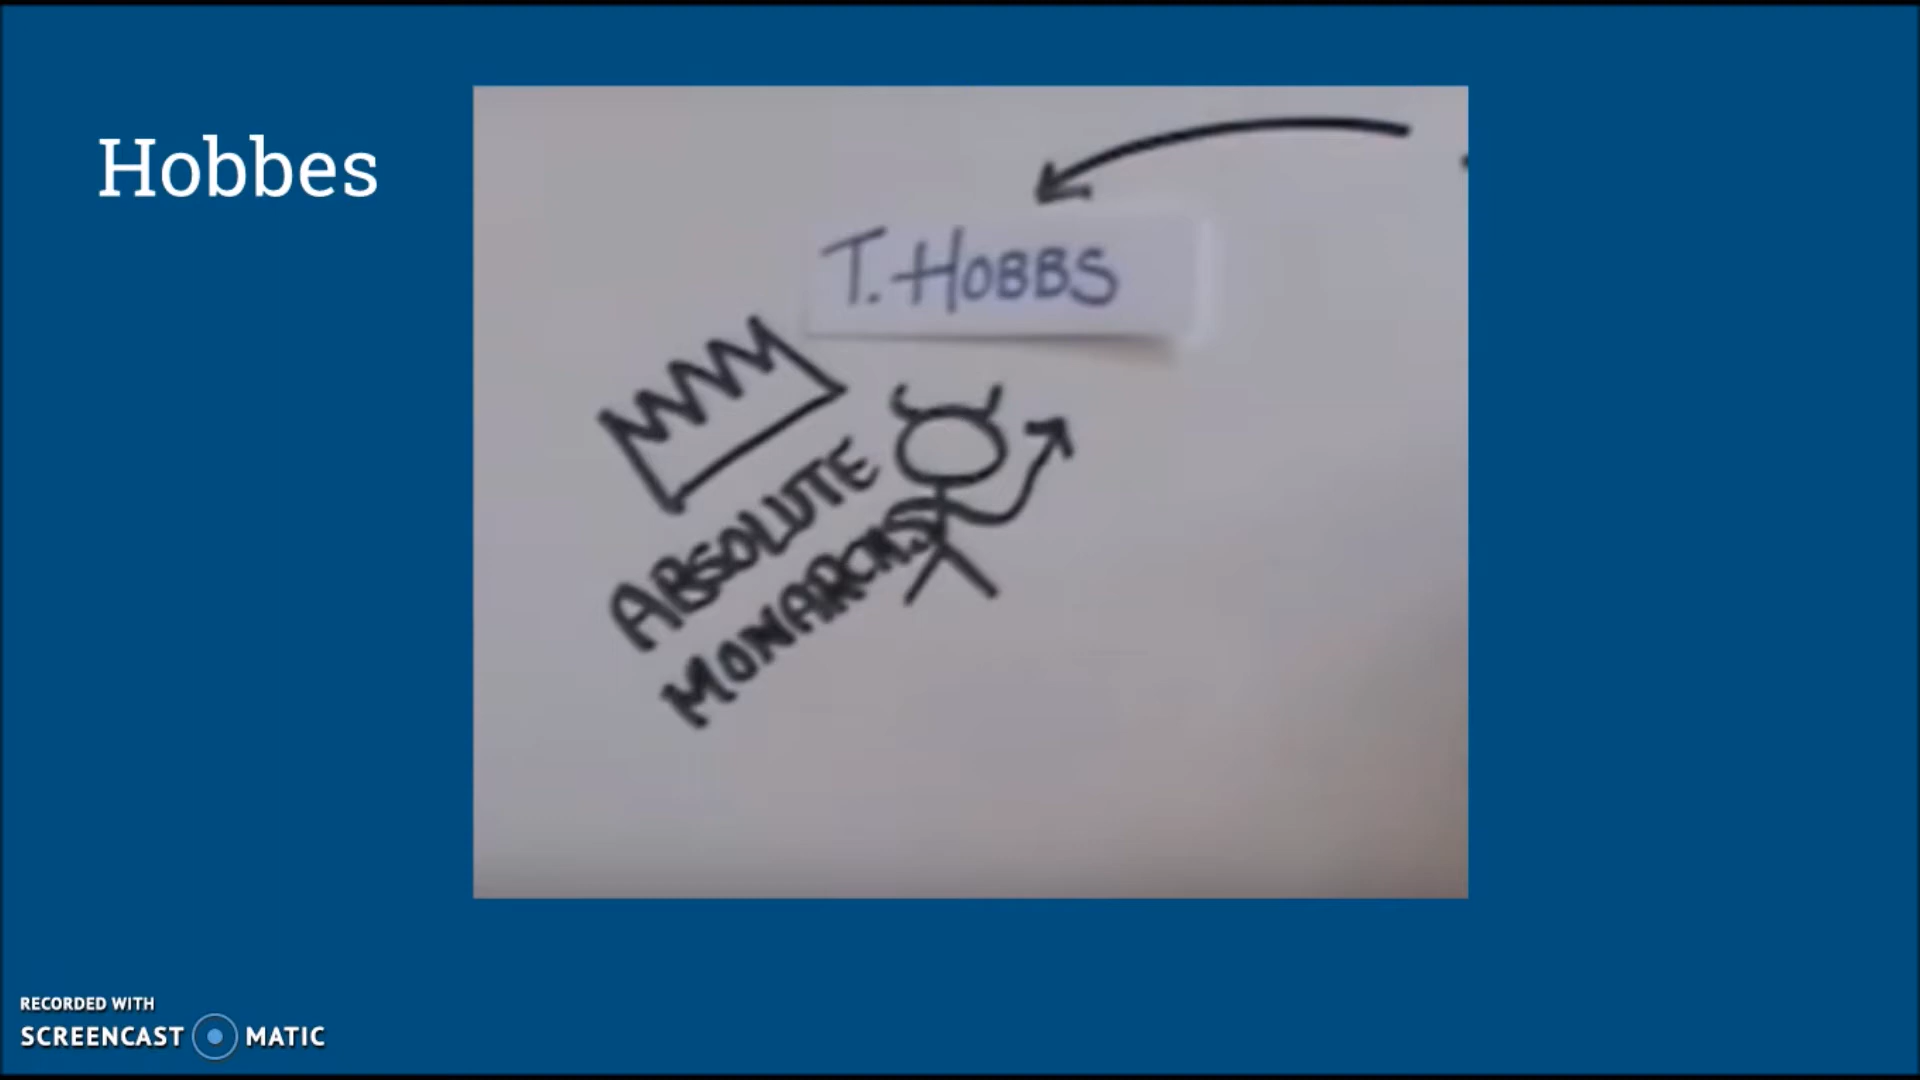 Hobbes
T. HOBBS
ABSOLUTE
MONARCHS
RECORDED WITH
SCREENCAST MATIC